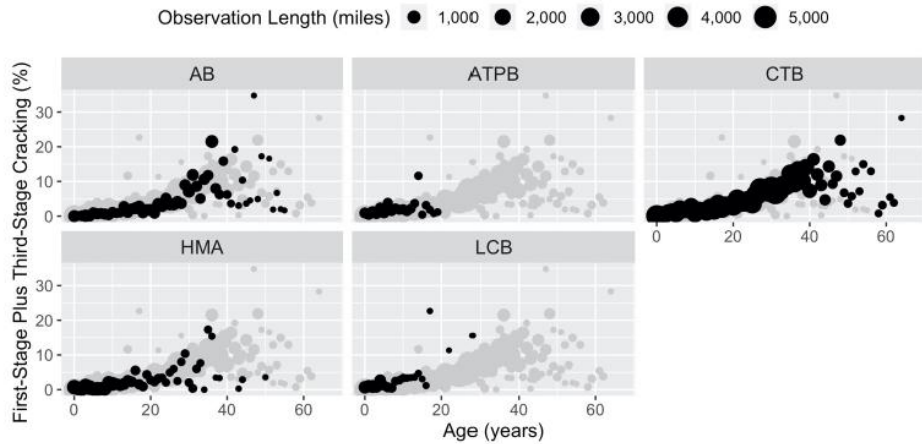 Observation Length (miles) 1,000 2,000 3,000 4,000 5,000
AB ATPB CTB
30
20
10
0
HMA LCB
0 20 40 60
30
20
10
0
0 20 40 60 0 20 40 60
First-Stage Plus Third-Stage Cracking (%)
Age (years)